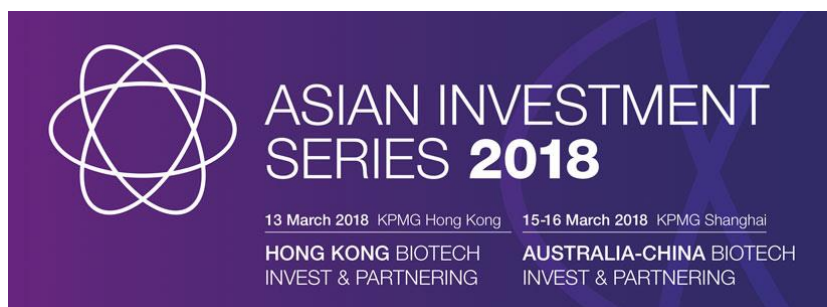 ASIAN INVESTMENT
SERIES 2018
13 March 2018 KPMG Hong Kong
HONG KONG BIOTECH
INVEST & PARTNERING
15-16 March 2018 KPMG Shanghai
AUSTRALIA-CHINA BIOTECH
INVEST & PARTNERING